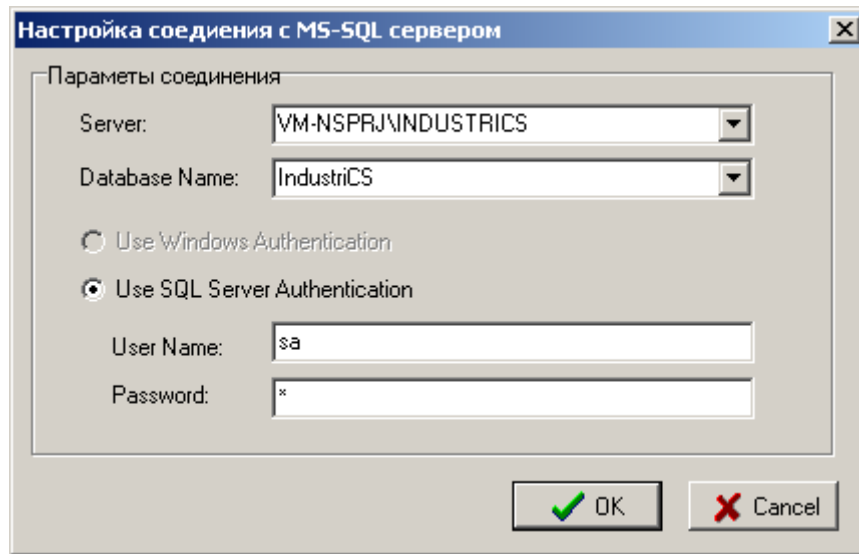 Настройка соедиения с MS-SQL сервером
Параметры соединения
Server: VM-NSPRJ\INDUSTRICS
Database Name: IndustriCS
Use Windows Authentication
Use SQL Server Authentication
User Name: sa
Password: *
OK Cancel